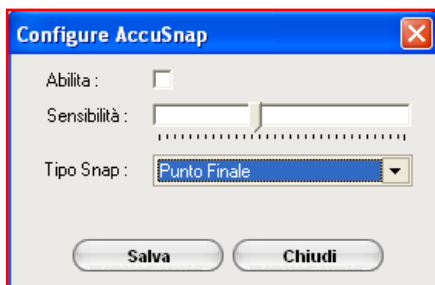 Configure AccuSnap
Abilita :
Sensibilità :
Tipo Snap : Punto Finale
Salva Chiudi